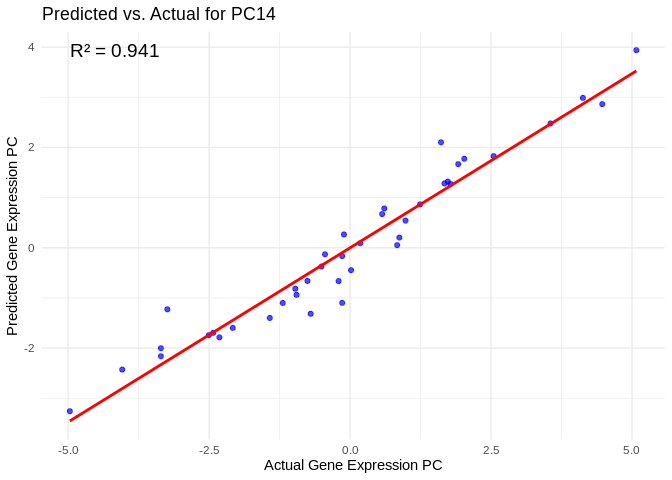 Predicted vs. Actual for PC14
R² = 0.941
Predicted Gene Expression PC
4
2
0
-2
-5.0 -2.5 0.0 2.5 5.0
Actual Gene Expression PC